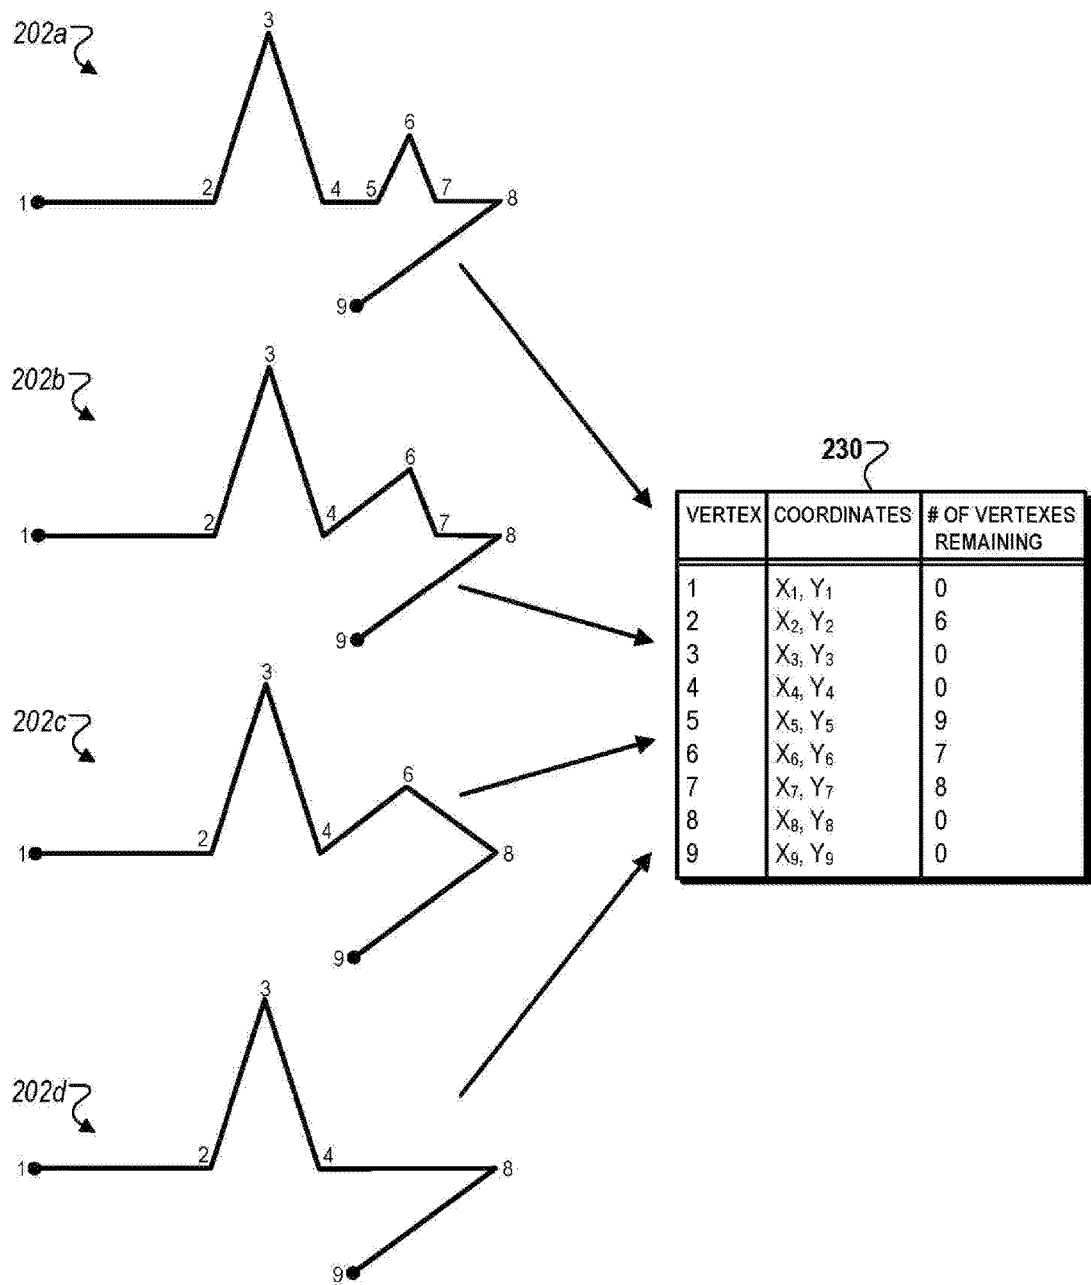 202a
3
6
1
2
4
5
7
8
9
202b
3
6
1
2
4
7
8
9
202c
3
6
1
2
4
8
9
202d
3
1
2
4
8
9
230
VERTEX COORDINATES # OF VERTEXES
REMAINING
1 X₁, Y₁ 0
2 X₂, Y₂ 6
3 X₃, Y₃ 0
4 X₄, Y₄ 0
5 X₅, Y₅ 9
6 X₆, Y₆ 7
7 X₇, Y₇ 8
8 X₈, Y₈ 0
9 X₉, Y₉ 0